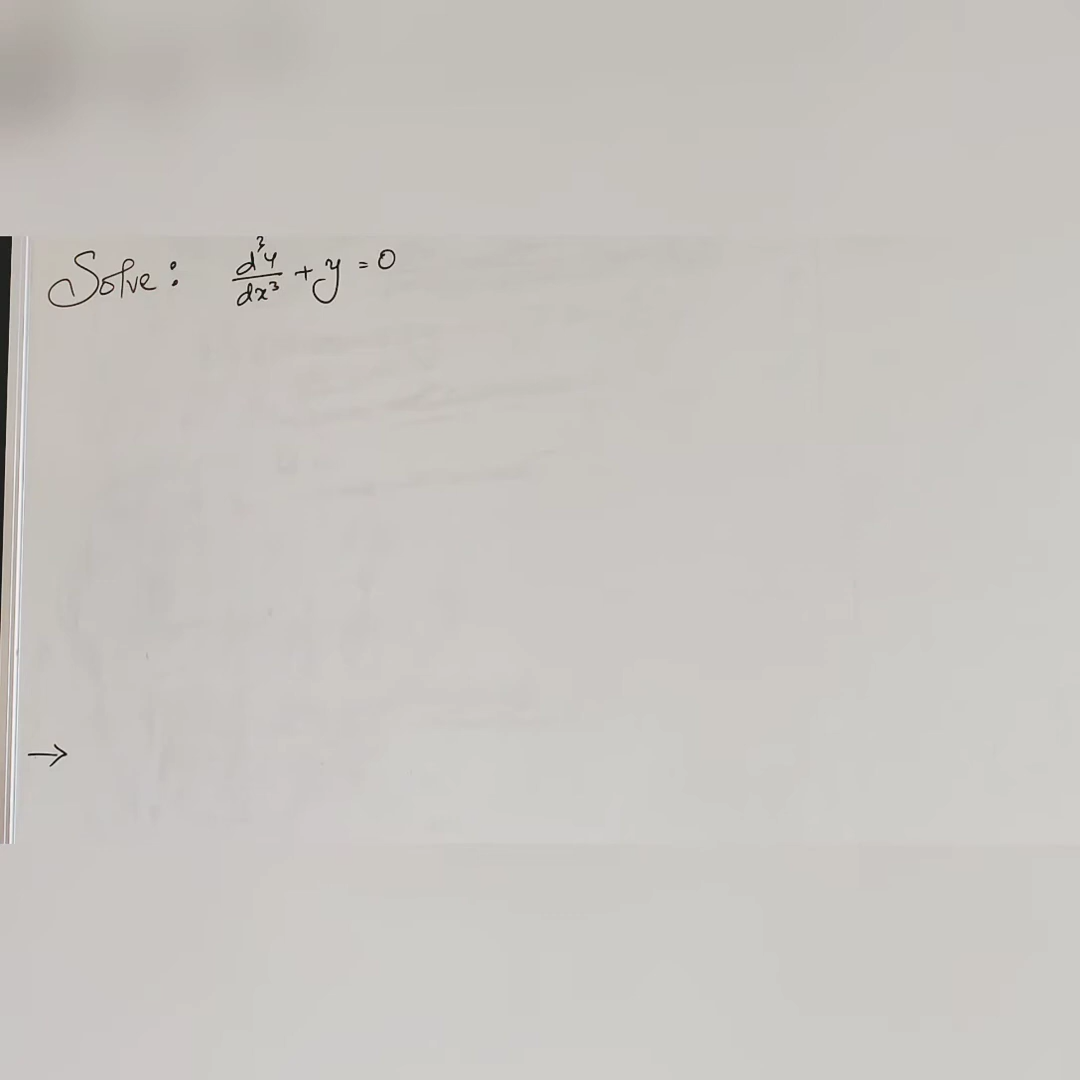 Solve : d³y/dx³ + y = 0
→